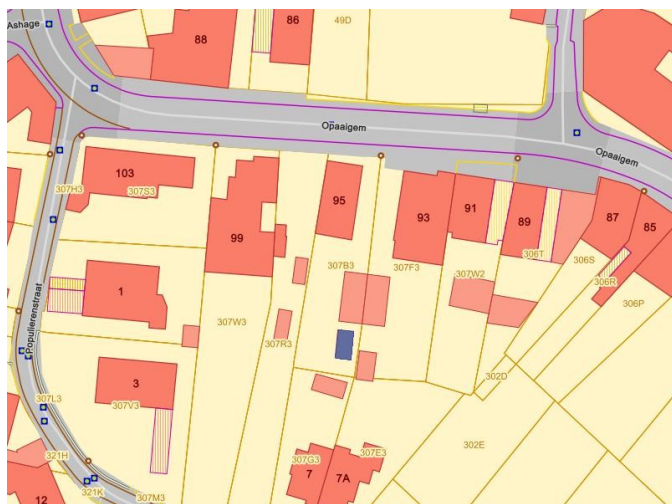 Ashage
88
86
49D
Opaaigem
Opaaigem
103
307H3
307S3
95
93
91
89
87
85
99
306T
306S
306R
306P
307B3
307F3
307W2
1
307W3
307R3
Populierenstraat
3
307V3
302D
302E
307L3
321H
7
7A
307G3
307E3
321K
307M3
12